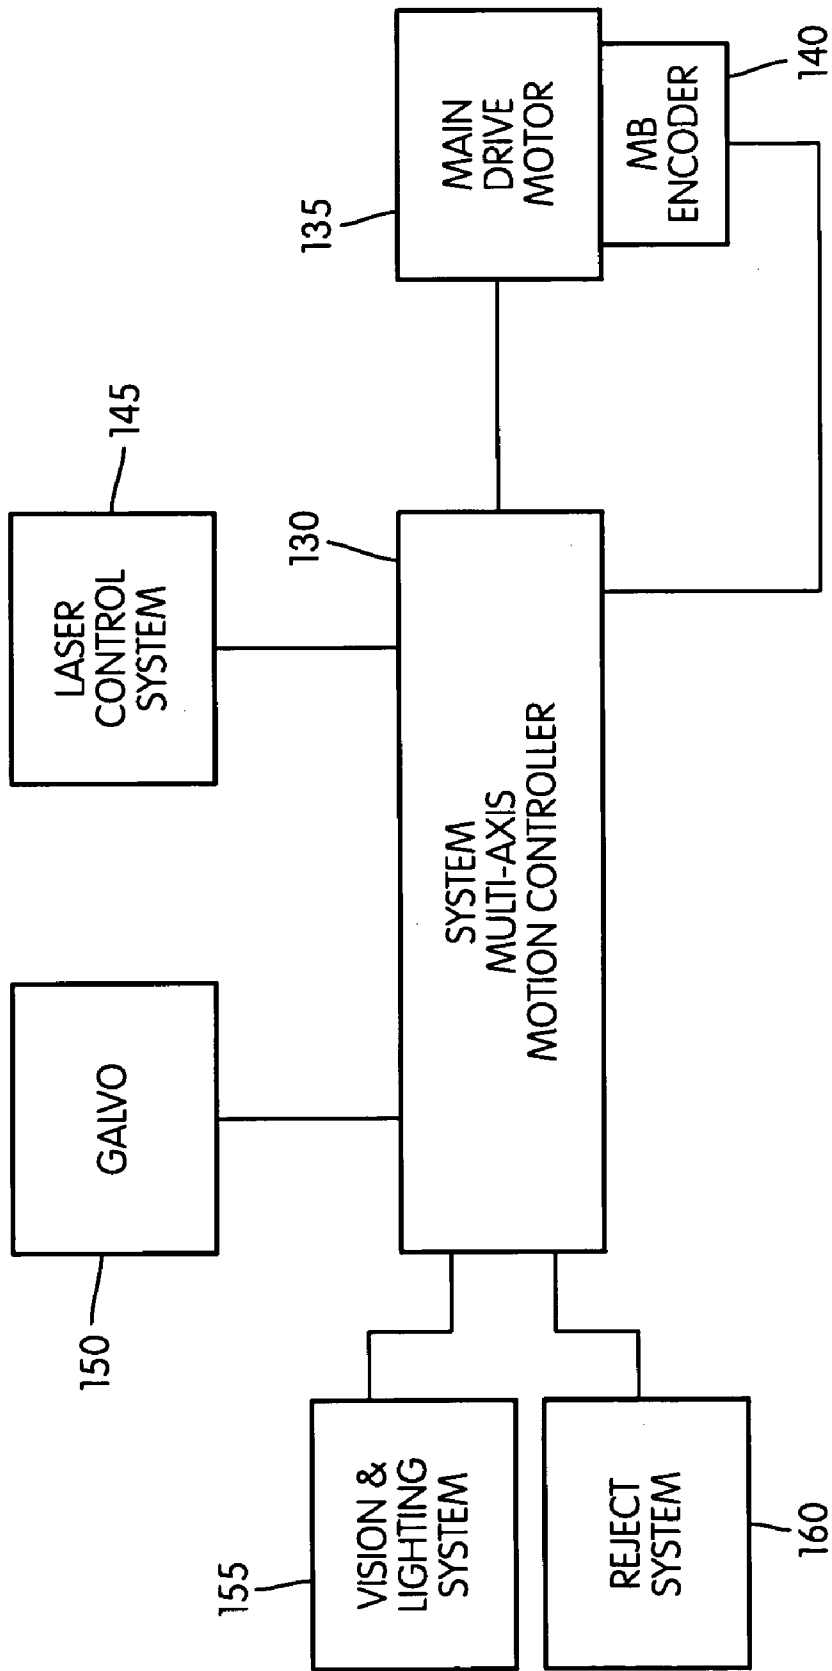 150
GALVO
145
LASER
CONTROL
SYSTEM
155
VISION &
LIGHTING
SYSTEM
130
SYSTEM
MULTI-AXIS
MOTION CONTROLLER
135
MAIN
DRIVE
MOTOR
REJECT
SYSTEM
160
MB
ENCODER
140